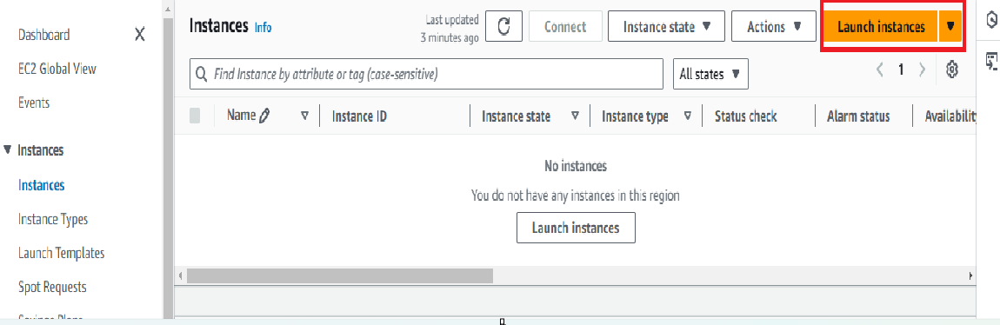 Dashboard
EC2 Global View
Events
Instances
Instances
Instance Types
Launch Templates
Spot Requests
Instances Info
Last updated
3 minutes ago
Connect
Instance state
Actions
Launch instances
Find Instance by attribute or tag (case-sensitive)
All states
1
Name
Instance ID
Instance state
Instance type
Status check
Alarm status
No instances
You do not have any instances in this region
Launch instances